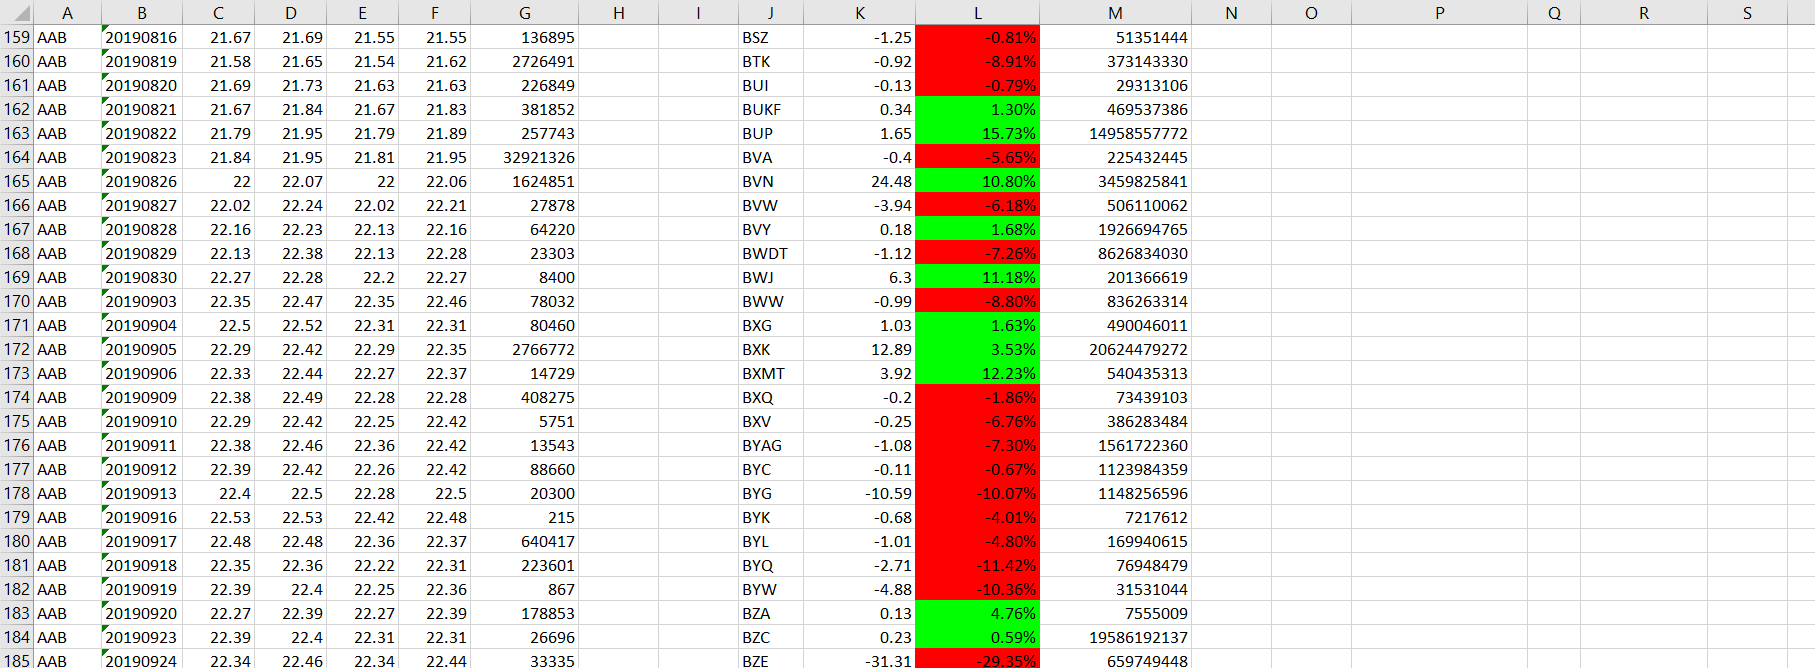 A B C D E F G H I J K L M N O P Q R S
159 AAB 20190816 21.67 21.69 21.55 21.55 136895 BSZ -1.25 -0.81% 51351444
160 AAB 20190819 21.58 21.65 21.54 21.62 2726491 BTK -0.92 -8.91% 373143330
161 AAB 20190820 21.69 21.73 21.63 21.63 226849 BUI -0.13 -0.79% 29313106
162 AAB 20190821 21.67 21.84 21.67 21.83 381852 BUKF 0.34 1.30% 469537386
163 AAB 20190822 21.79 21.95 21.79 21.89 257743 BUP 1.65 15.73% 14958557772
164 AAB 20190823 21.84 21.95 21.81 21.95 32921326 BVA -0.4 -5.65% 225432445
165 AAB 20190826 22 22.07 22 22.06 1624851 BVN 24.48 10.80% 3459825841
166 AAB 20190827 22.02 22.24 22.02 22.21 27878 BVW -3.94 -6.18% 506110062
167 AAB 20190828 22.16 22.23 22.13 22.16 64220 BVY 0.18 1.68% 1926694765
168 AAB 20190829 22.13 22.38 22.13 22.28 23303 BWDT -1.12 -7.26% 8626834030
169 AAB 20190830 22.27 22.28 22.2 22.27 8400 BWJ 6.3 11.18% 201366619
170 AAB 20190903 22.35 22.47 22.35 22.46 78032 BWW -0.99 -8.80% 836263314
171 AAB 20190904 22.5 22.52 22.31 22.31 80460 BXG 1.03 1.63% 490046011
172 AAB 20190905 22.29 22.42 22.29 22.35 2766772 BXK 12.89 3.53% 20624479272
173 AAB 20190906 22.33 22.44 22.27 22.37 14729 BXMT 3.92 12.23% 540435313
174 AAB 20190909 22.38 22.49 22.28 22.28 408275 BXQ -0.2 -1.86% 73439103
175 AAB 20190910 22.29 22.42 22.25 22.42 5751 BXV -0.25 -6.76% 386283484
176 AAB 20190911 22.38 22.46 22.36 22.42 13543 BYAG -1.08 -7.30% 1561722360
177 AAB 20190912 22.39 22.42 22.26 22.42 88660 BYC -0.11 -0.67% 1123984359
178 AAB 20190913 22.4 22.5 22.28 22.5 20300 BYG -10.59 -10.07% 1148256596
179 AAB 20190916 22.53 22.53 22.42 22.48 215 BYK -0.68 -4.01% 7217612
180 AAB 20190917 22.48 22.48 22.36 22.37 640417 BYL -1.01 -4.80% 169940615
181 AAB 20190918 22.35 22.36 22.22 22.31 223601 BYQ -2.71 -11.42% 76948479
182 AAB 20190919 22.39 22.4 22.25 22.36 867 BYW -4.88 -10.36% 31531044
183 AAB 20190920 22.27 22.39 22.27 22.39 178853 BZA 0.13 4.76% 7555009
184 AAB 20190923 22.39 22.4 22.31 22.31 26696 BZC 0.23 0.59% 19586192137
185 AAB 20190924 22.34 22.46 22.34 22.44 33335 BZE -31.31 -29.35% 659749448